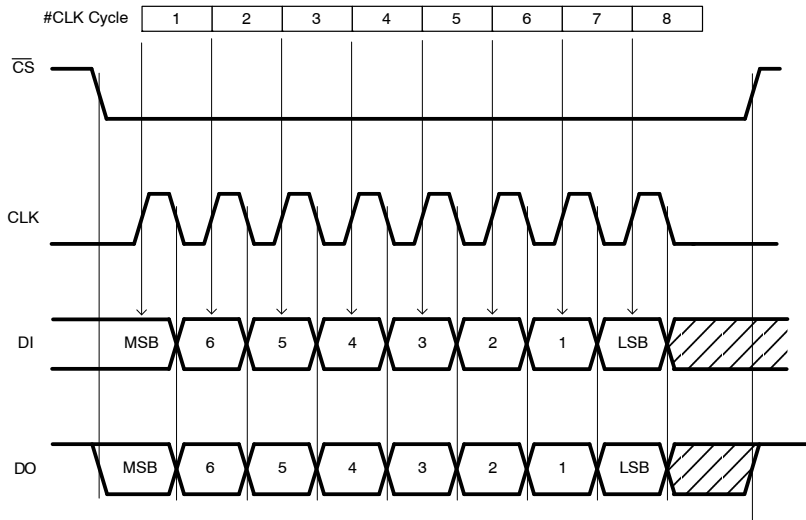 #CLK Cycle 1 2 3 4 5 6 7 8
CS
CLK
DI MSB 6 5 4 3 2 1 LSB
DO MSB 6 5 4 3 2 1 LSB